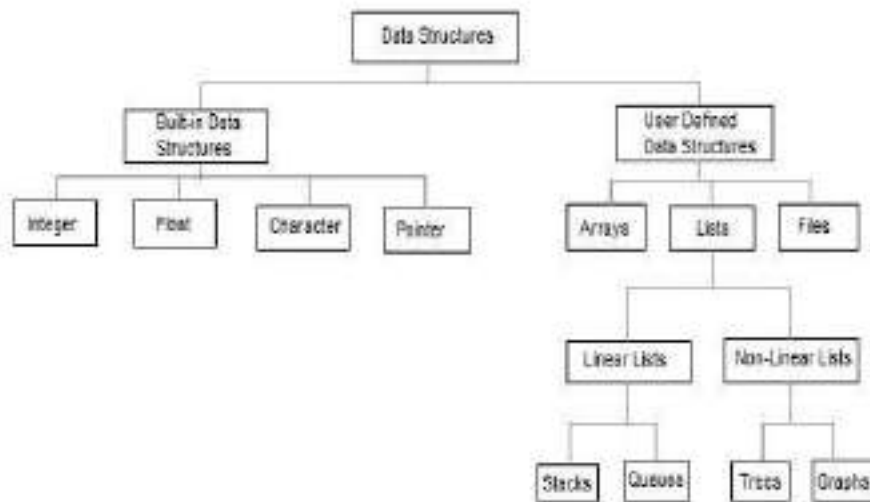 Data Structures
Built-in Data
Structures
User Defined
Data Structures
Integer
Float
Character
Pointer
Arrays
Lists
Files
Linear Lists
Non-Linear Lists
Stacks
Queues
Trees
Graphs